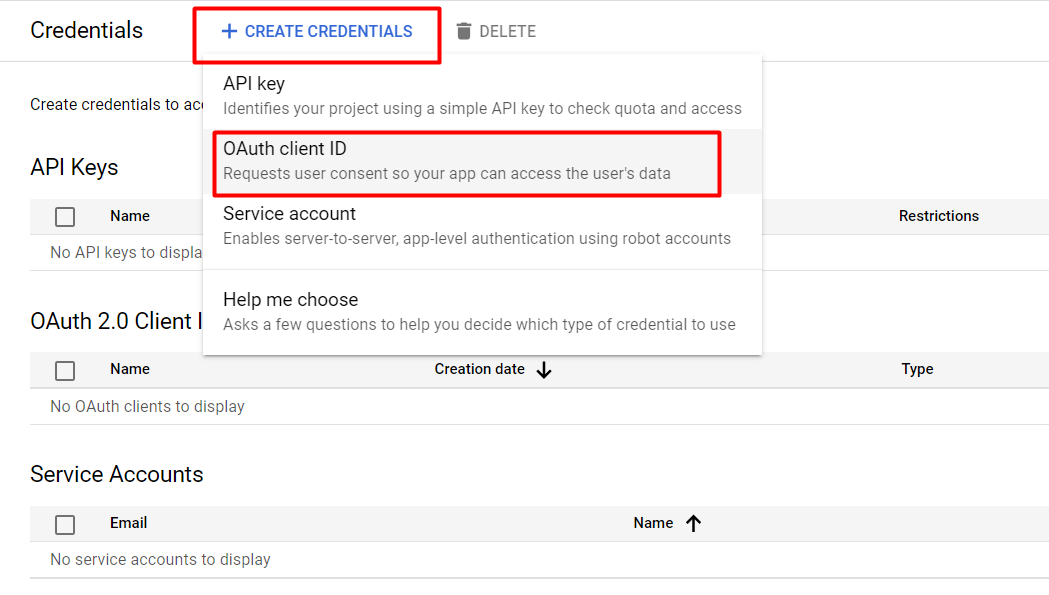 Credentials
+ CREATE CREDENTIALS
DELETE
API key
Identifies your project using a simple API key to check quota and access
Create credentials to
OAuth client ID
Requests user consent so your app can access the user's data
API Keys
Service account
Enables server-to-server, app-level authentication using robot accounts
Name
Restrictions
No API keys to displa
Help me choose
Asks a few questions to help you decide which type of credential to use
OAuth 2.0 Client I
Name
Creation date
Type
No OAuth clients to display
Service Accounts
Email
Name
No service accounts to display